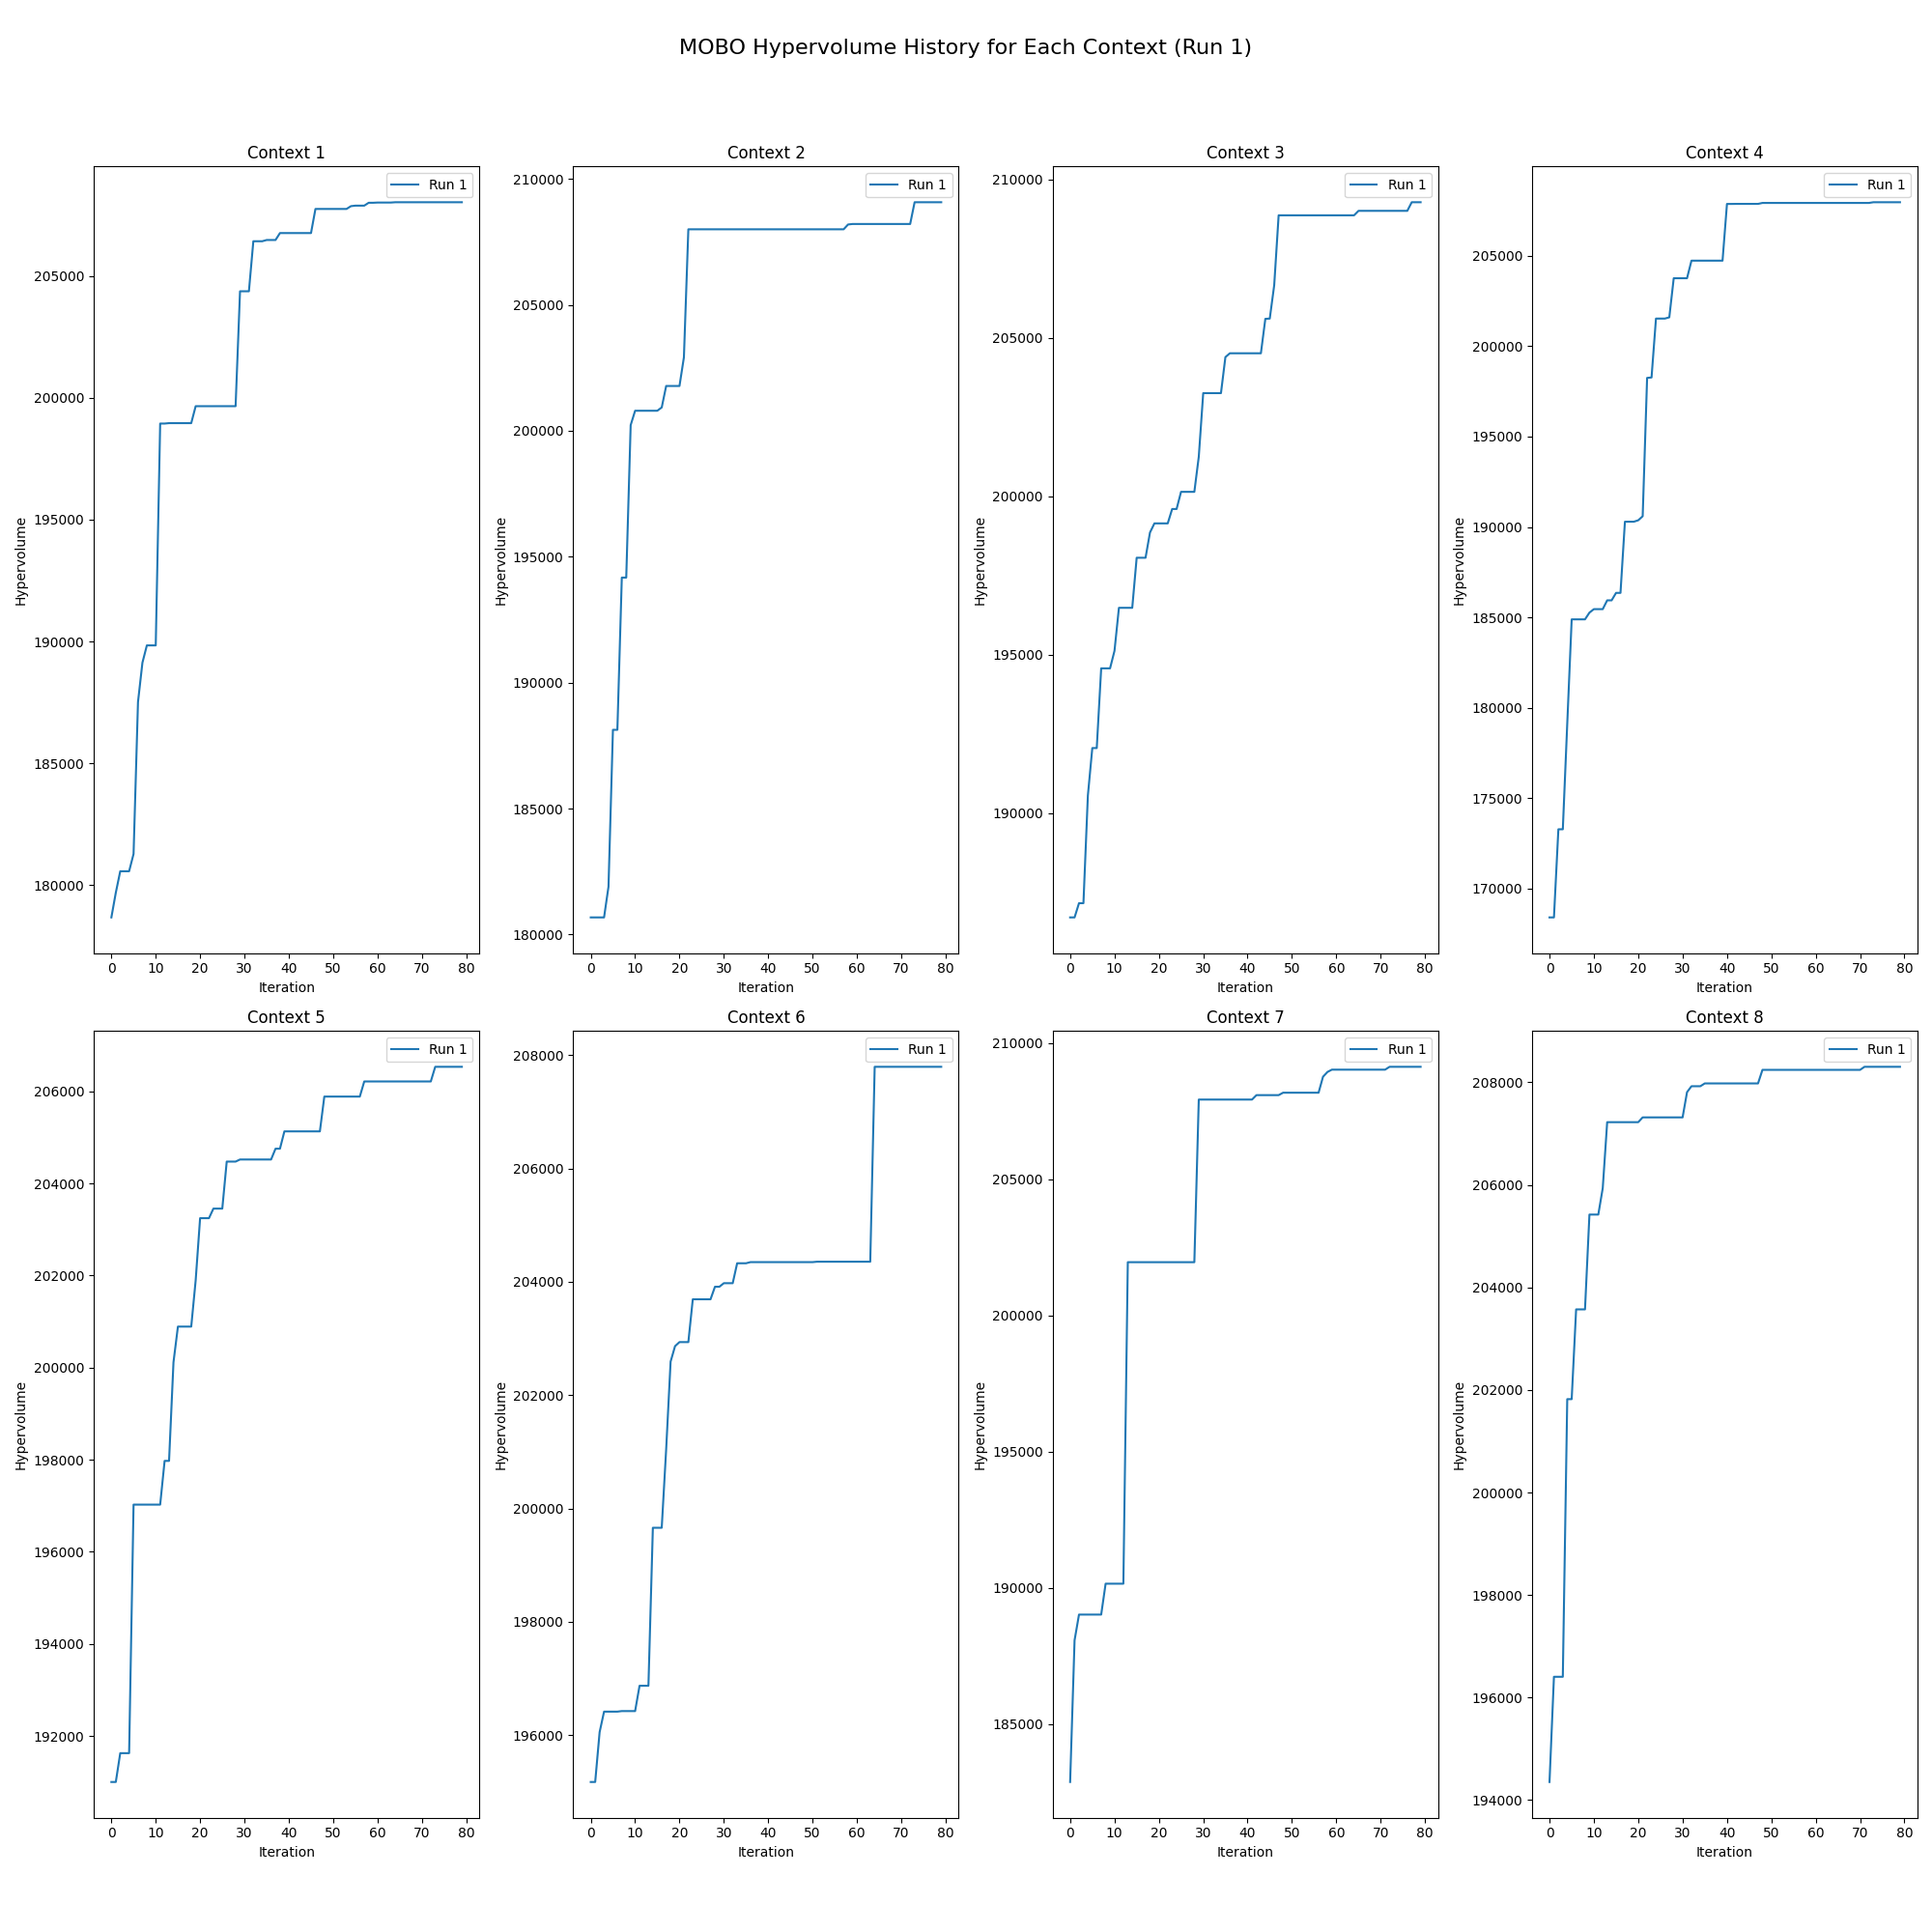 MOBO Hypervolume History for Each Context (Run 1)
Context 1
Run 1
205000
200000
195000
190000
185000
180000
Hypervolume
0 10 20 30 40 50 60 70 80
Iteration
Context 2
Run 1
210000
205000
200000
195000
190000
185000
180000
Hypervolume
0 10 20 30 40 50 60 70 80
Iteration
Context 3
Run 1
210000
205000
200000
195000
190000
Hypervolume
0 10 20 30 40 50 60 70 80
Iteration
Context 4
Run 1
205000
200000
195000
190000
185000
180000
175000
170000
Hypervolume
0 10 20 30 40 50 60 70 80
Iteration
Context 5
Run 1
206000
204000
202000
200000
198000
196000
194000
192000
Hypervolume
0 10 20 30 40 50 60 70 80
Iteration
Context 6
Run 1
208000
206000
204000
202000
200000
198000
196000
Hypervolume
0 10 20 30 40 50 60 70 80
Iteration
Context 7
Run 1
210000
205000
200000
195000
190000
185000
Hypervolume
0 10 20 30 40 50 60 70 80
Iteration
Context 8
Run 1
208000
206000
204000
202000
200000
198000
196000
194000
Hypervolume
0 10 20 30 40 50 60 70 80
Iteration